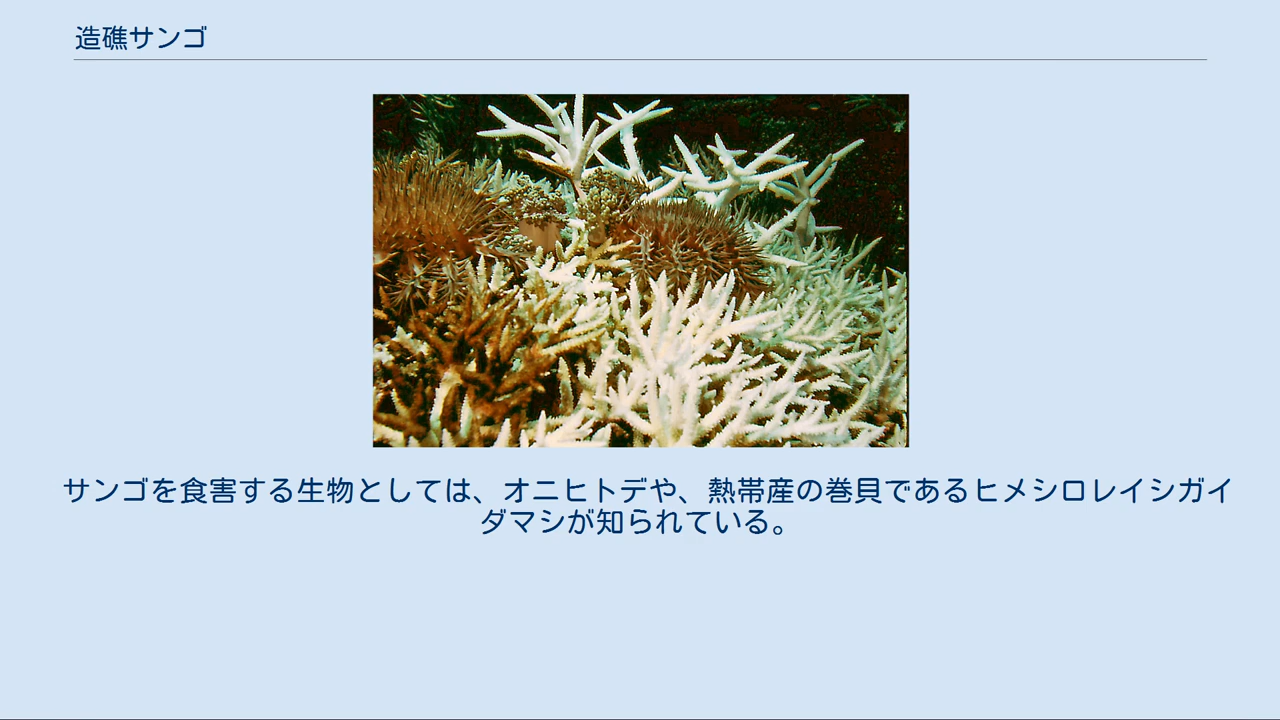 造礁サンゴ
サンゴを食害する生物としては、オニヒトデや、熱帯産の巻貝であるヒメシロレイシガイ
ダマシが知られている。